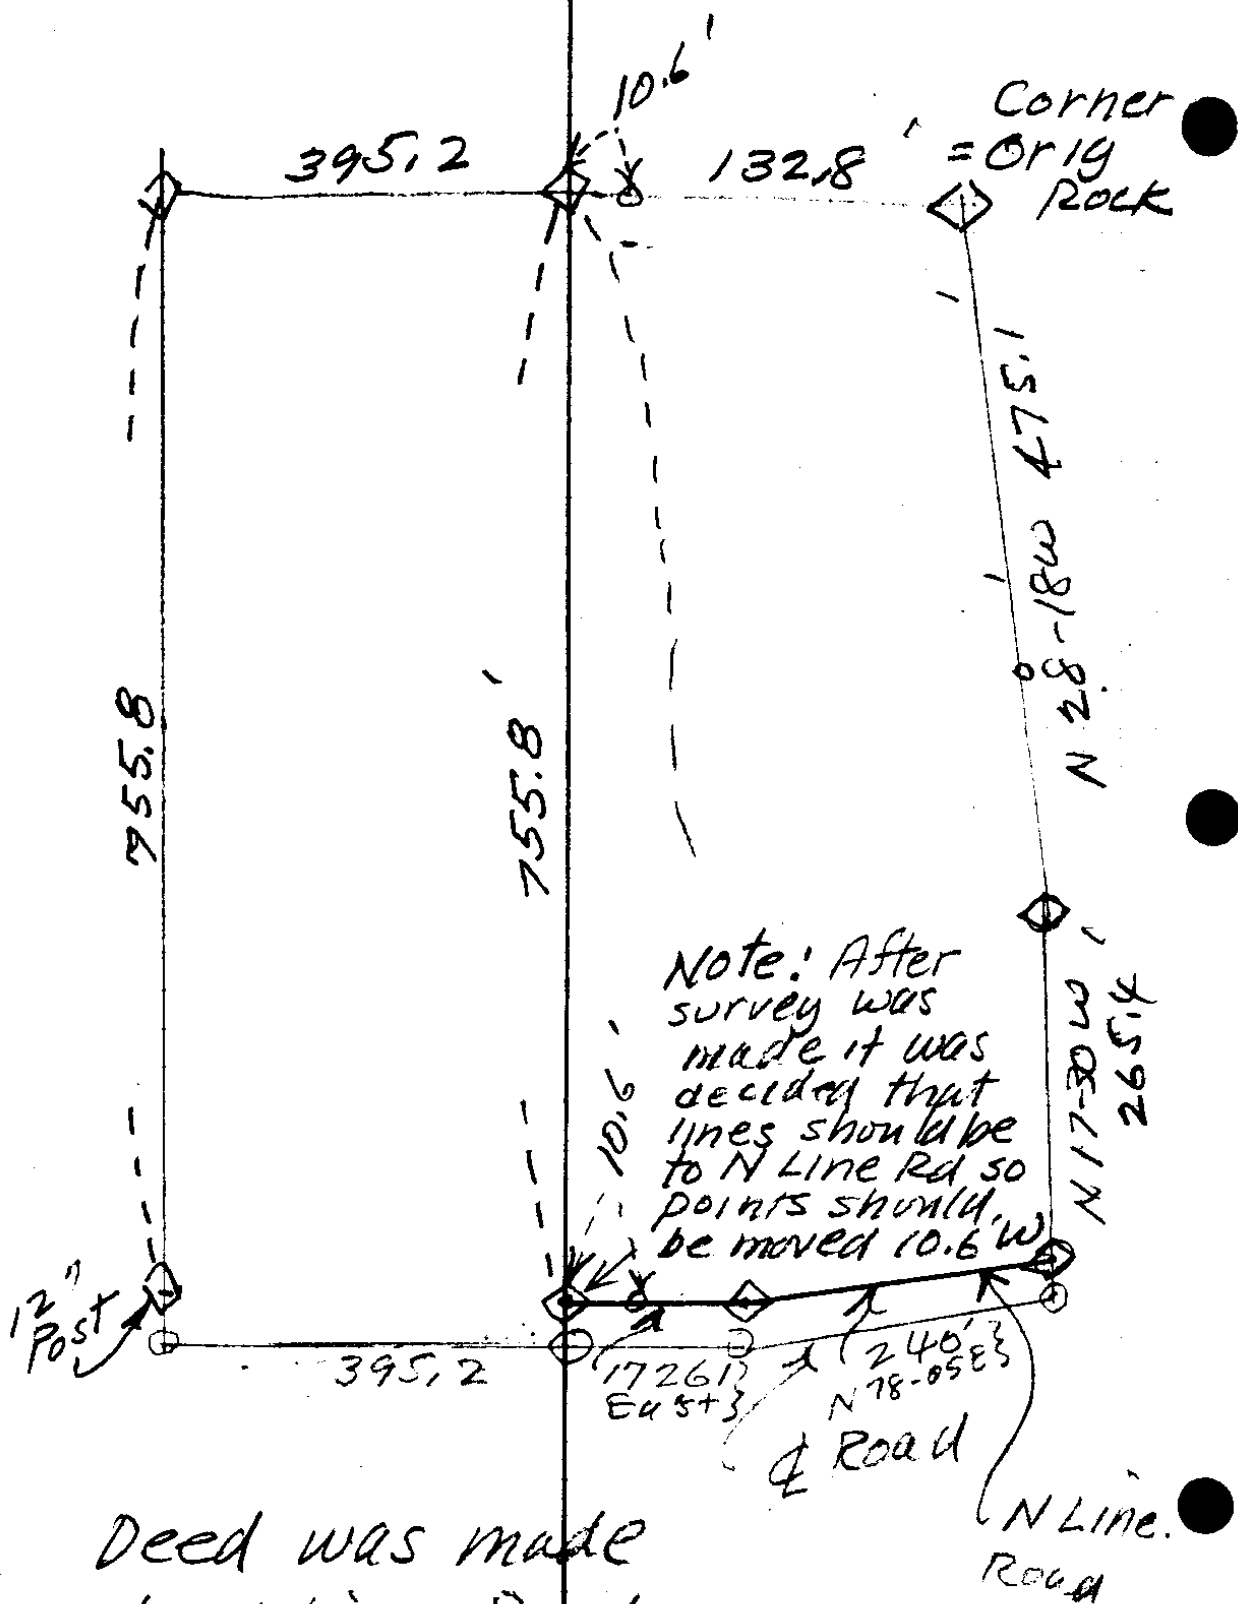 10.6'
Corner
= Orig
Rock
395.2
132.8'
N 28-18W 475.1'
755.8
755.8'
Note: After
survey was
made it was
decided that
lines should be
to N Line Rd so
points should
be moved 10.6'W
10.6'
N 17-30W
265.4'
12"
Post
395.2
172.61
East
240'
N 78-05E
℄ Road
N Line.
Road
Deed was made